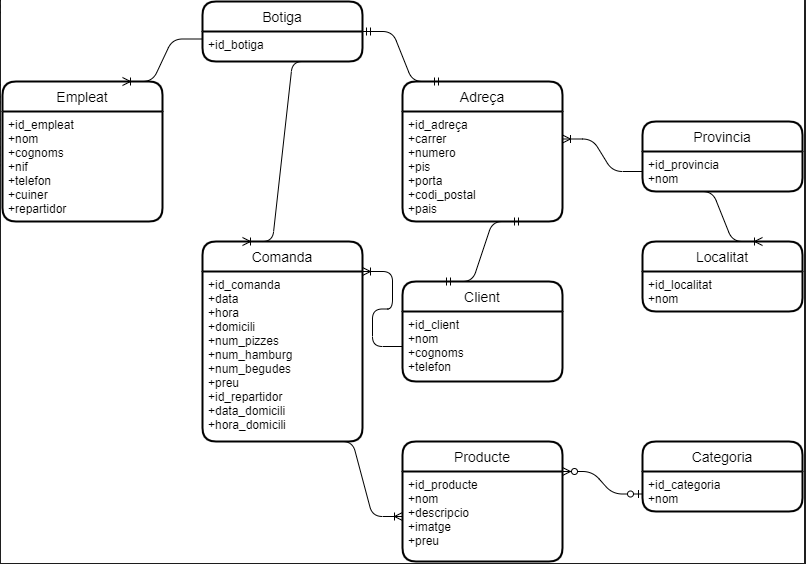 Botiga
+id_botiga
Empleat
+id_empleat
+nom
+cognoms
+nif
+telefon
+cuiner
+repartidor
Adreça
+id_adreça
+carrer
+numero
+pis
+porta
+codi_postal
+pais
Provincia
+id_provincia
+nom
Comanda
+id_comanda
+data
+hora
+domicili
+num_pizzes
+num_hamburg
+num_begudes
+preu
+id_repartidor
+data_domicili
+hora_domicili
Client
+id_client
+nom
+cognoms
+telefon
Localitat
+id_localitat
+nom
Producte
+id_producte
+nom
+descripcio
+imatge
+preu
Categoria
+id_categoria
+nom